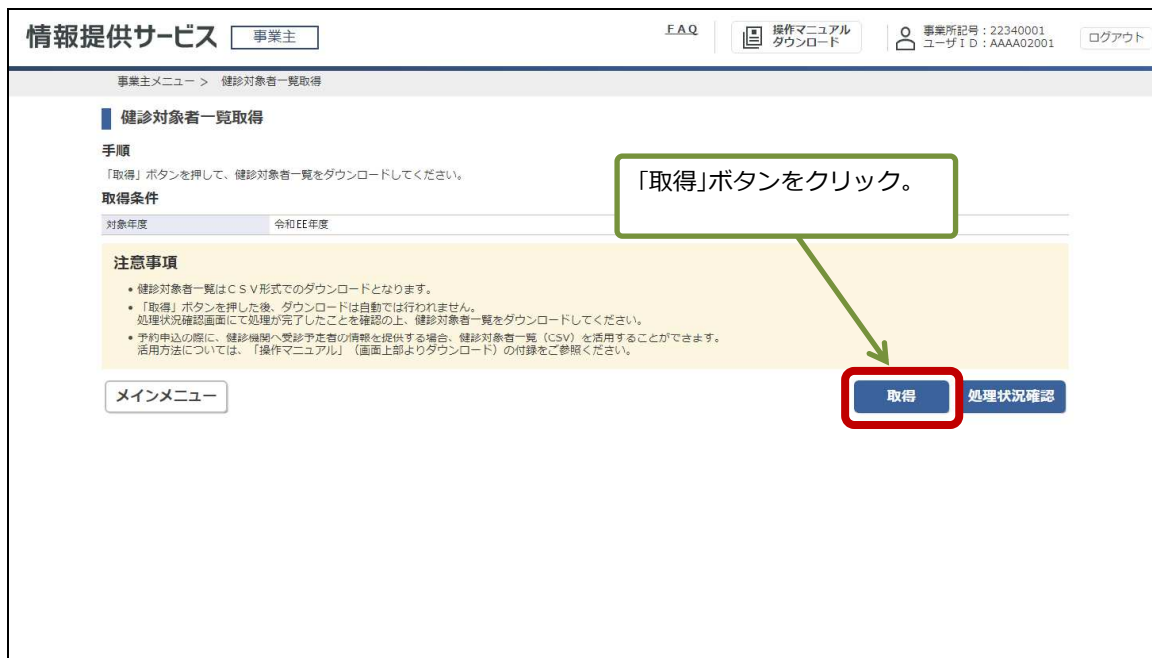 情報提供サービス 事業主 FAQ 操作マニュアル ダウンロード 事業所記号:22340001 ログアウト
ユーザID:AAAA02001
事業主メニュー > 健診対象者一覧取得
健診対象者一覧取得
手順
「取得」ボタンを押して、健診対象者一覧をダウンロードしてください。
「取得」ボタンをクリック。
取得条件
対象年度 令和EE年度
注意事項
• 健診対象者一覧はCSV形式でのダウンロードとなります。
• 「取得」ボタンを押した後、ダウンロードは自動では行われません。
処理状況確認画面にて処理が完了したことを確認の上、健診対象者一覧をダウンロードしてください。
• 予約申込の際に、健診機関へ受診予定者の情報を提供する場合、健診対象者一覧(CSV)を活用することができます。
活用方法については、「操作マニュアル」(画面上部よりダウンロード)の付録をご参照ください。
メインメニュー 取得 処理状況確認